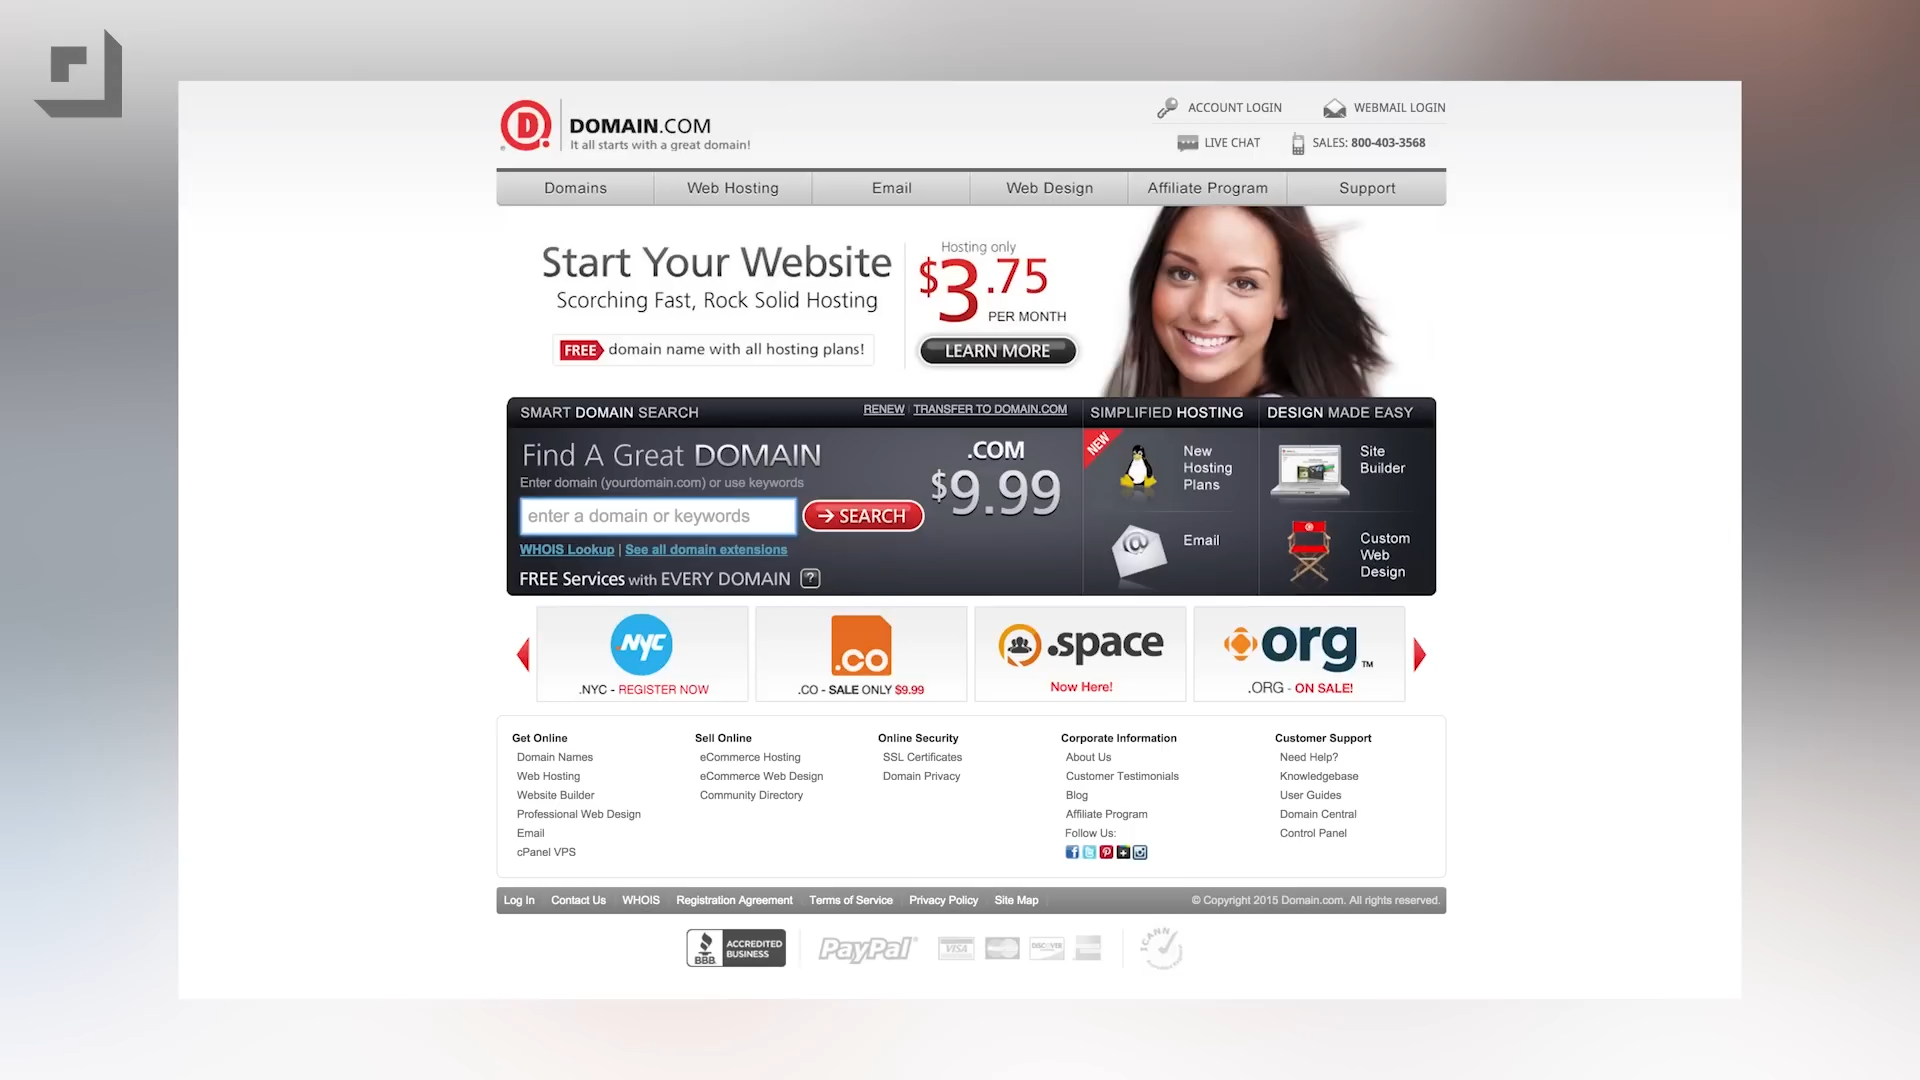 DOMAIN.COM
It all starts with a great domain!
ACCOUNT LOGIN
WEBMAIL LOGIN
LIVE CHAT
SALES: 800-403-3568
Domains
Web Hosting
Email
Web Design
Affiliate Program
Support
Start Your Website
Scorching Fast, Rock Solid Hosting
FREE domain name with all hosting plans!
Hosting only
$3.75
PER MONTH
LEARN MORE
SMART DOMAIN SEARCH
RENEW | TRANSFER TO DOMAIN.COM
Find A Great DOMAIN
Enter domain (yourdomain.com) or use keywords
enter a domain or keywords
SEARCH
WHOIS Lookup | See all domain extensions
FREE Services with EVERY DOMAIN ?
.COM
$9.99
SIMPLIFIED HOSTING
NEW
New
Hosting
Plans
@
Email
DESIGN MADE EASY
Site
Builder
Custom
Web
Design
.NYC
.NYC - REGISTER NOW
.co
.CO - SALE ONLY $9.99
.space
Now Here!
org TM
.ORG - ON SALE!
Get Online
Domain Names
Web Hosting
Website Builder
Professional Web Design
Email
cPanel VPS
Sell Online
eCommerce Hosting
eCommerce Web Design
Community Directory
Online Security
SSL Certificates
Domain Privacy
Corporate Information
About Us
Customer Testimonials
Blog
Affiliate Program
Follow Us:
Customer Support
Need Help?
Knowledgebase
User Guides
Domain Central
Control Panel
Log In
Contact Us
WHOIS
Registration Agreement
Terms of Service
Privacy Policy
Site Map
© Copyright 2015 Domain.com. All rights reserved.
BBB.
ACCREDITED
BUSINESS
PayPal
VISA
DISCOVER
ICANN